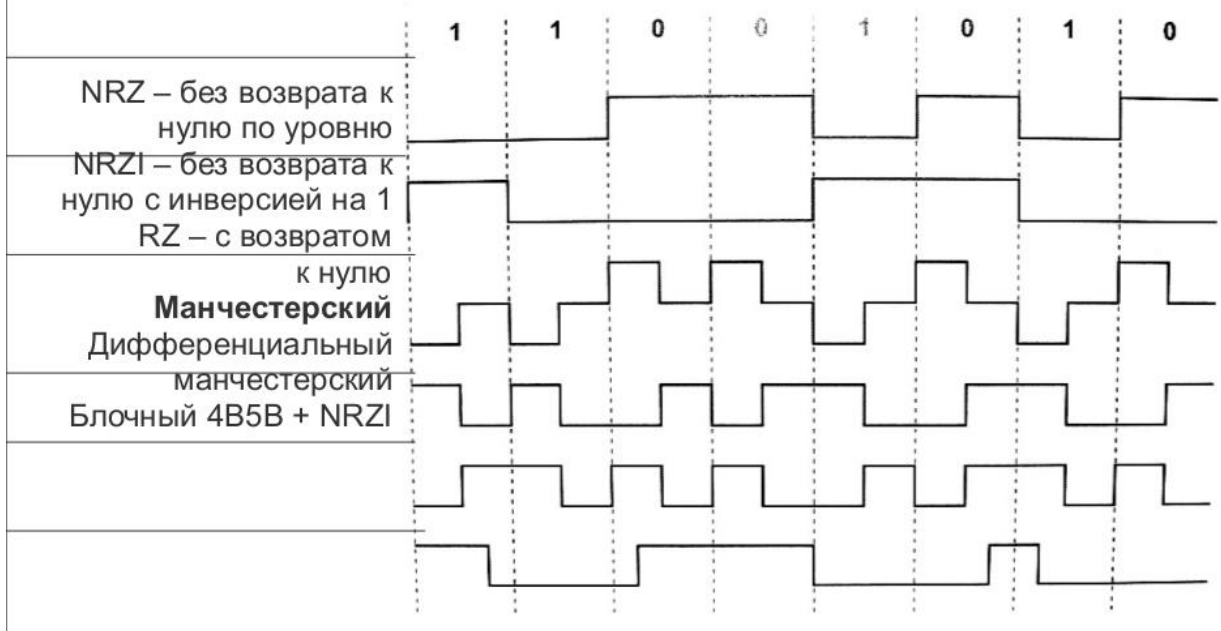 1 1 0 0 1 0 1 0
NRZ – без возврата к
нулю по уровню
NRZI – без возврата к
нулю с инверсией на 1
RZ – с возвратом
к нулю
Манчестерский
Дифференциальный
манчестерский
Блочный 4B5B + NRZI